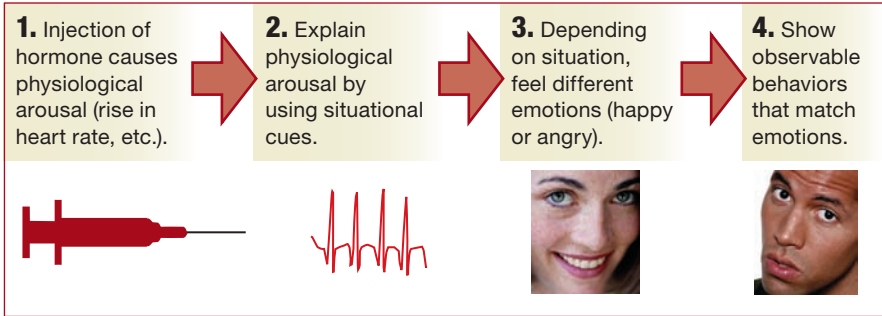 1. Injection of
hormone causes
physiological
arousal (rise in
heart rate, etc.).
2. Explain
physiological
arousal by
using situational
cues.
3. Depending
on situation,
feel different
emotions (happy
or angry).
4. Show
observable
behaviors
that match
emotions.